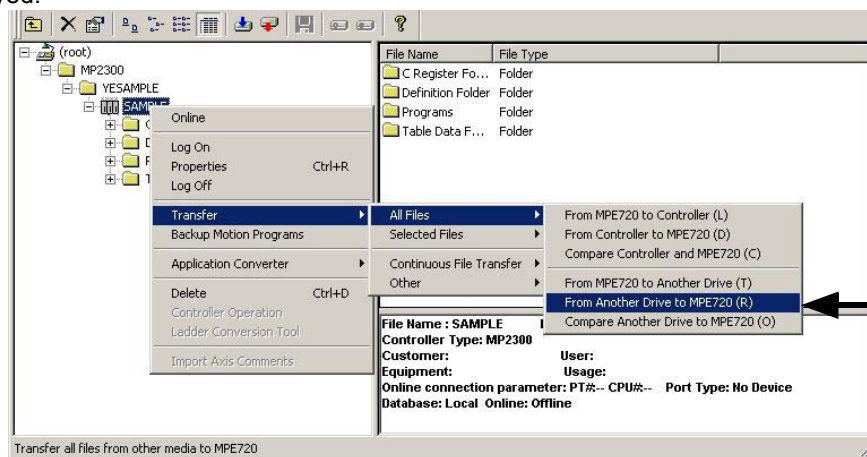 you.
(root)
MP2300
YESAMPLE
SAMPLE
File Name File Type
C Register Fo... Folder
Definition Folder Folder
Programs Folder
Table Data F... Folder
Online
Log On
Properties Ctrl+R
Log Off
Transfer
Backup Motion Programs
Application Converter
Delete Ctrl+D
Controller Operation
Ladder Conversion Tool
Import Axis Comments
All Files
Selected Files
Continuous File Transfer
Other
From MPE720 to Controller (L)
From Controller to MPE720 (D)
Compare Controller and MPE720 (C)
From MPE720 to Another Drive (T)
From Another Drive to MPE720 (R)
Compare Another Drive to MPE720 (O)
File Name : SAMPLE
Controller Type: MP2300
Customer: User:
Equipment: Usage:
Online connection parameter: PT#:-- CPU#:-- Port Type: No Device
Database: Local Online: Offline
Transfer all files from other media to MPE720